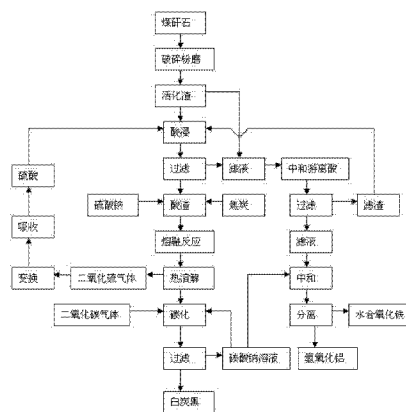 煤矸石
破碎粉磨
活化渣
酸浸
过滤
滤液
中和游离酸
硫酸
硫酸钠
酸渣
焦炭
过滤
滤渣
吸收
熔融反应
滤液
变换
二氧化硫气体
热溶解
中和
二氧化碳气体
碳化
分离
水合氧化铁
过滤
碳酸钠溶液
氢氧化铝
白炭黑